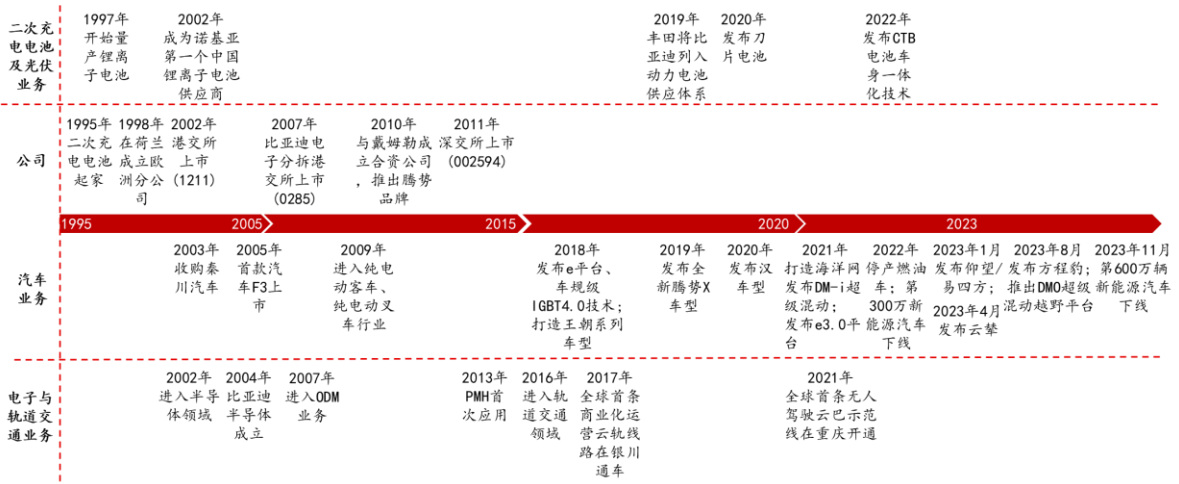 二次充
电电池
及光伏
业务
1997年
开始量
产锂离
子电池
2002年
成为诺基亚
第一个中国
锂离子电池
供应商
2019年
丰田将比
亚迪列入
动力电池
供应体系
2020年
发布刀
片电池
2022年
发布CTB
电池车
身一体
化技术
公司
1995年
二次充
电电池
起家
1998年
在荷兰
成立欧
洲分公
司
2002年
港交所
上市
(1211)
2007年
比亚迪电
子分拆港
交所上市
(0285)
2010年
与戴姆勒成
立合资公司
，推出腾势
品牌
2011年
深交所上市
(002594)
1995
2005
2015
2020
2023
汽车
业务
2003年
收购秦
川汽车
2005年
首款汽
车F3上
市
2009年
进入纯电
动客车、
纯电动叉
车行业
2018年
发布e平台、
车规级
IGBT4.0技术；
打造王朝系列
车型
2019年
发布全
新腾势X
车型
2020年
发布汉
车型
2021年
打造海洋网
发布DM-i超
级混动；
发布e3.0平
台
2022年
停产燃油
车；第
300万新
能源汽车
下线
2023年1月
发布仰望/
易四方；
2023年4月
发布云辇
2023年8月
发布方程豹；
推出DMO超级
混动越野平台
2023年11月
第600万辆
新能源汽车
下线
电子与
轨道交
通业务
2002年
进入半导
体领域
2004年
比亚迪
半导体
成立
2007年
进入ODM
业务
2013年
PMH首
次应用
2016年
进入轨
道交通
领域
2017年
全球首条
商业化运
营云轨线
路在银川
通车
2021年
全球首条无人
驾驶云巴示范
线在重庆开通